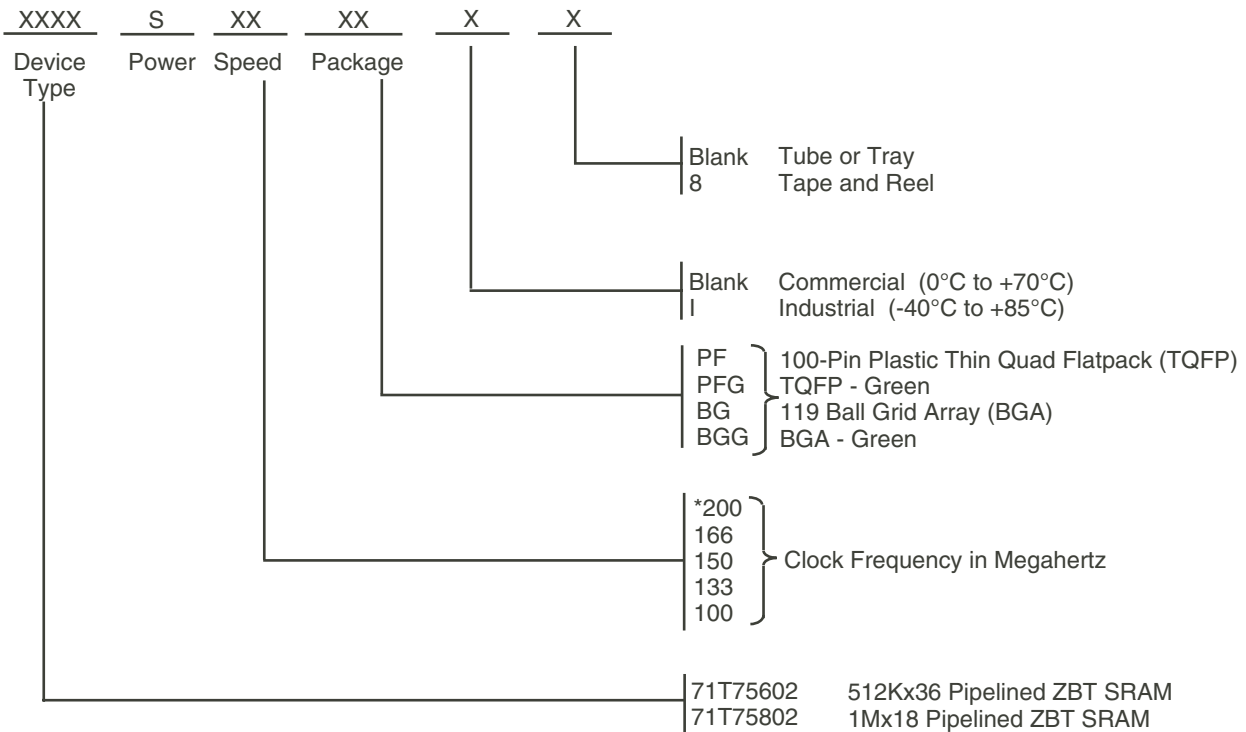 XXXX S XX XX X X
Device Type Power Speed Package
Blank Tube or Tray
8 Tape and Reel
Blank Commercial (0°C to +70°C)
I Industrial (-40°C to +85°C)
PF 100-Pin Plastic Thin Quad Flatpack (TQFP)
PFG TQFP - Green
BG 119 Ball Grid Array (BGA)
BGG BGA - Green
*200
166
150 Clock Frequency in Megahertz
133
100
71T75602 512Kx36 Pipelined ZBT SRAM
71T75802 1Mx18 Pipelined ZBT SRAM